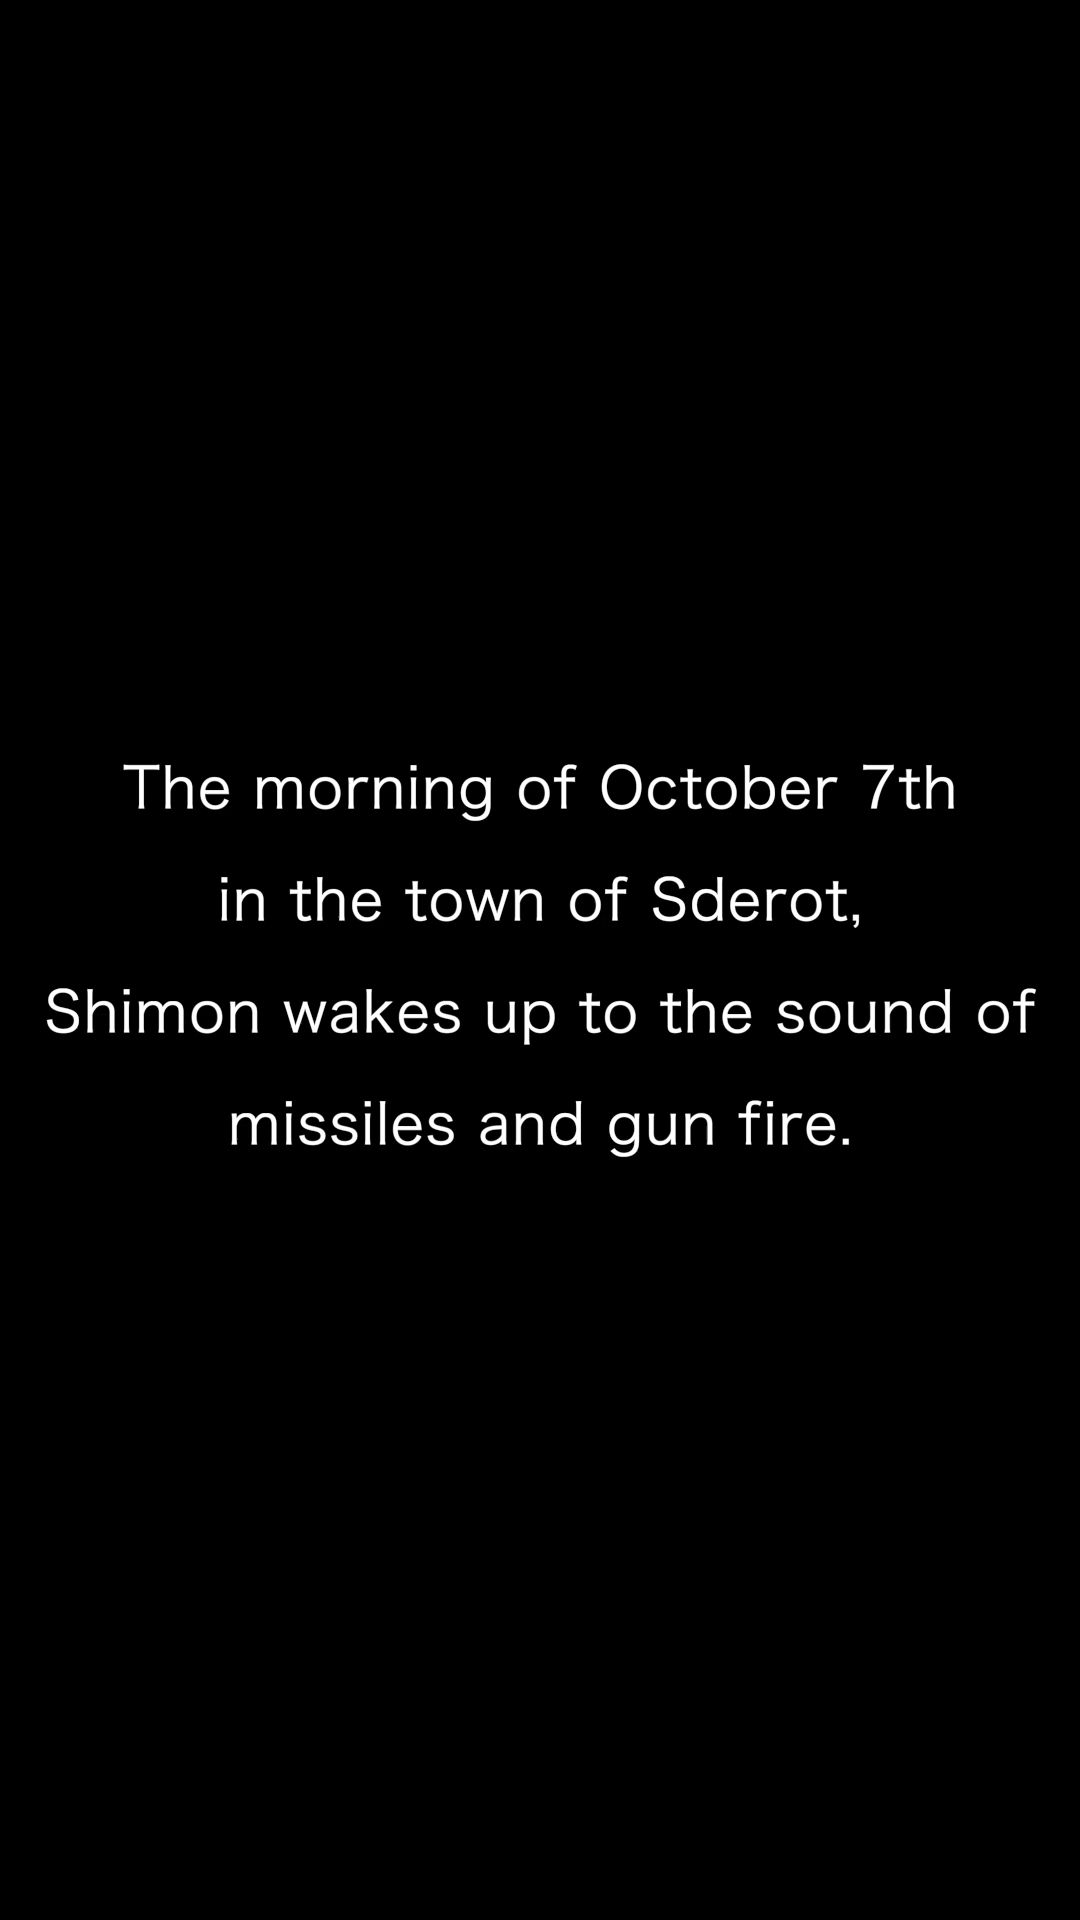 The morning of October 7th
in the town of Sderot,
Shimon wakes up to the sound of
missiles and gun fire.